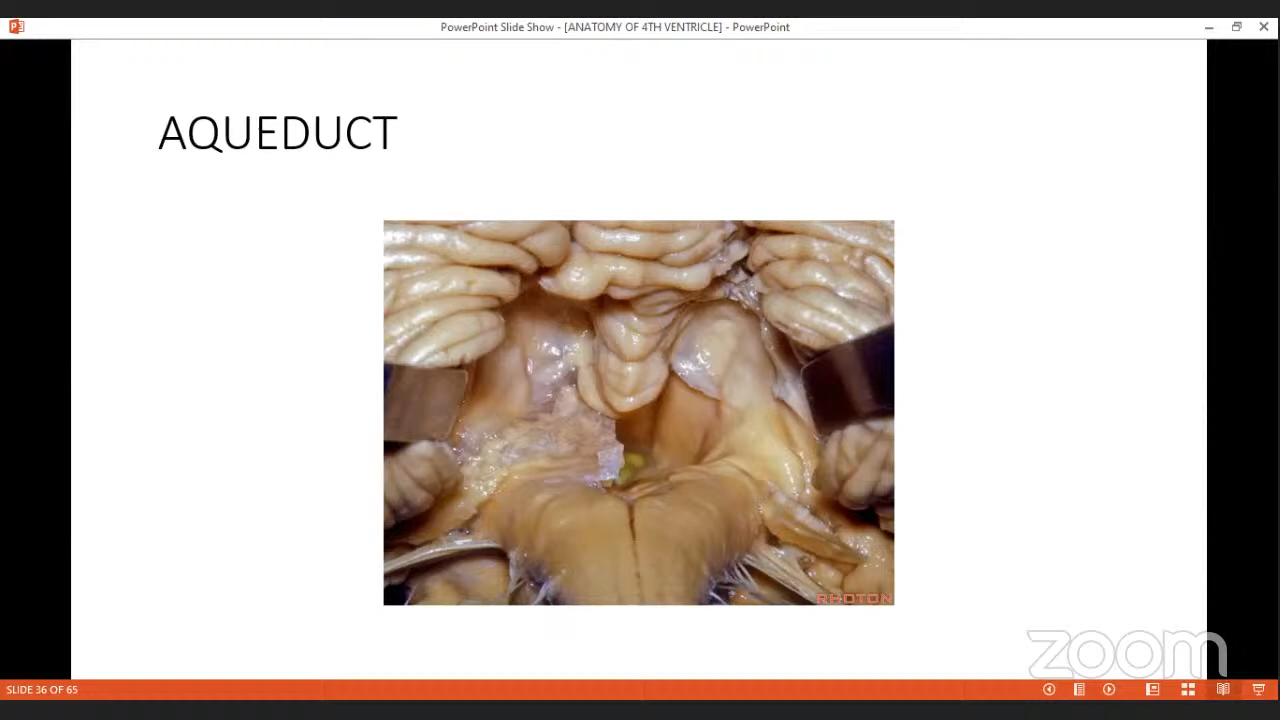 PowerPoint Slide Show - [ANATOMY OF 4TH VENTRICLE] - PowerPoint
AQUEDUCT
RHOTON
zoom
SLIDE 36 OF 65